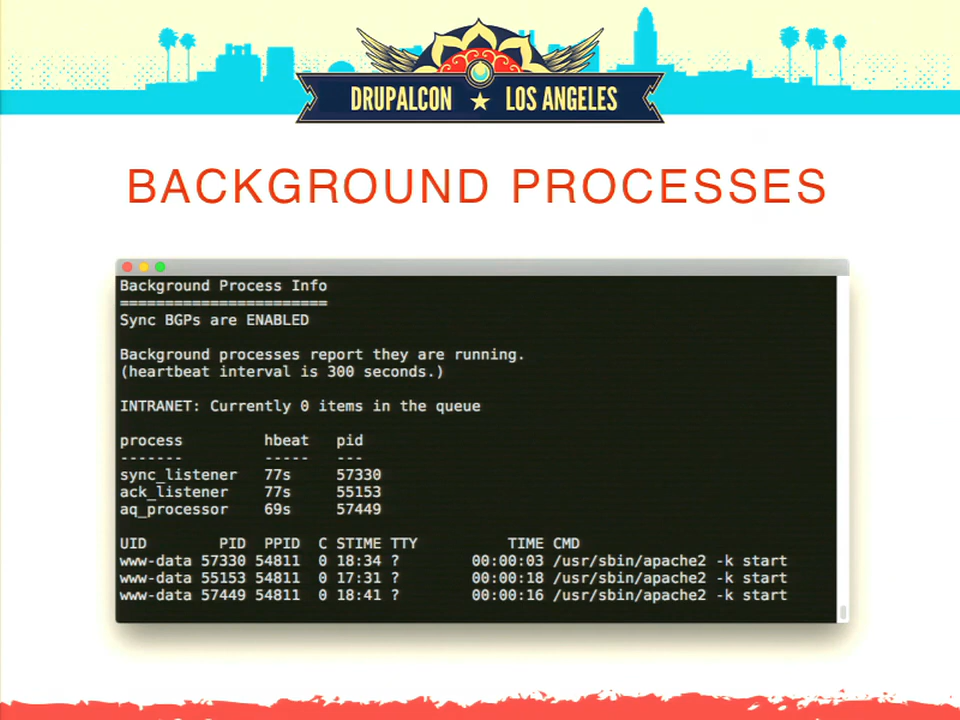 DRUPALCON ★ LOS ANGELES
BACKGROUND PROCESSES
Background Process Info
=======================
Sync BGPs are ENABLED
Background processes report they are running.
(heartbeat interval is 300 seconds.)
INTRANET: Currently 0 items in the queue
process         hbeat   pid
-------         -----   ---
sync_listener   77s     57330
ack_listener    77s     55153
aq_processor    69s     57449
UID        PID  PPID  C STIME TTY          TIME CMD
www-data 57330 54811  0 18:34 ?        00:00:03 /usr/sbin/apache2 -k start
www-data 55153 54811  0 17:31 ?        00:00:18 /usr/sbin/apache2 -k start
www-data 57449 54811  0 18:41 ?        00:00:16 /usr/sbin/apache2 -k start